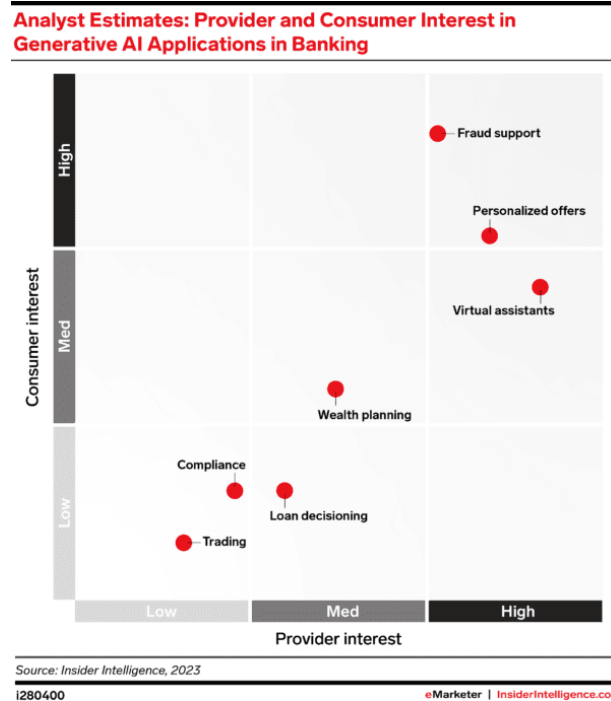 Analyst Estimates: Provider and Consumer Interest in
Generative AI Applications in Banking
High
Med
Low
Consumer interest
Fraud support
Personalized offers
Virtual assistants
Wealth planning
Compliance
Loan decisioning
Trading
Low
Med
High
Provider interest
Source: Insider Intelligence, 2023
i280400
eMarketer | InsiderIntelligence.co